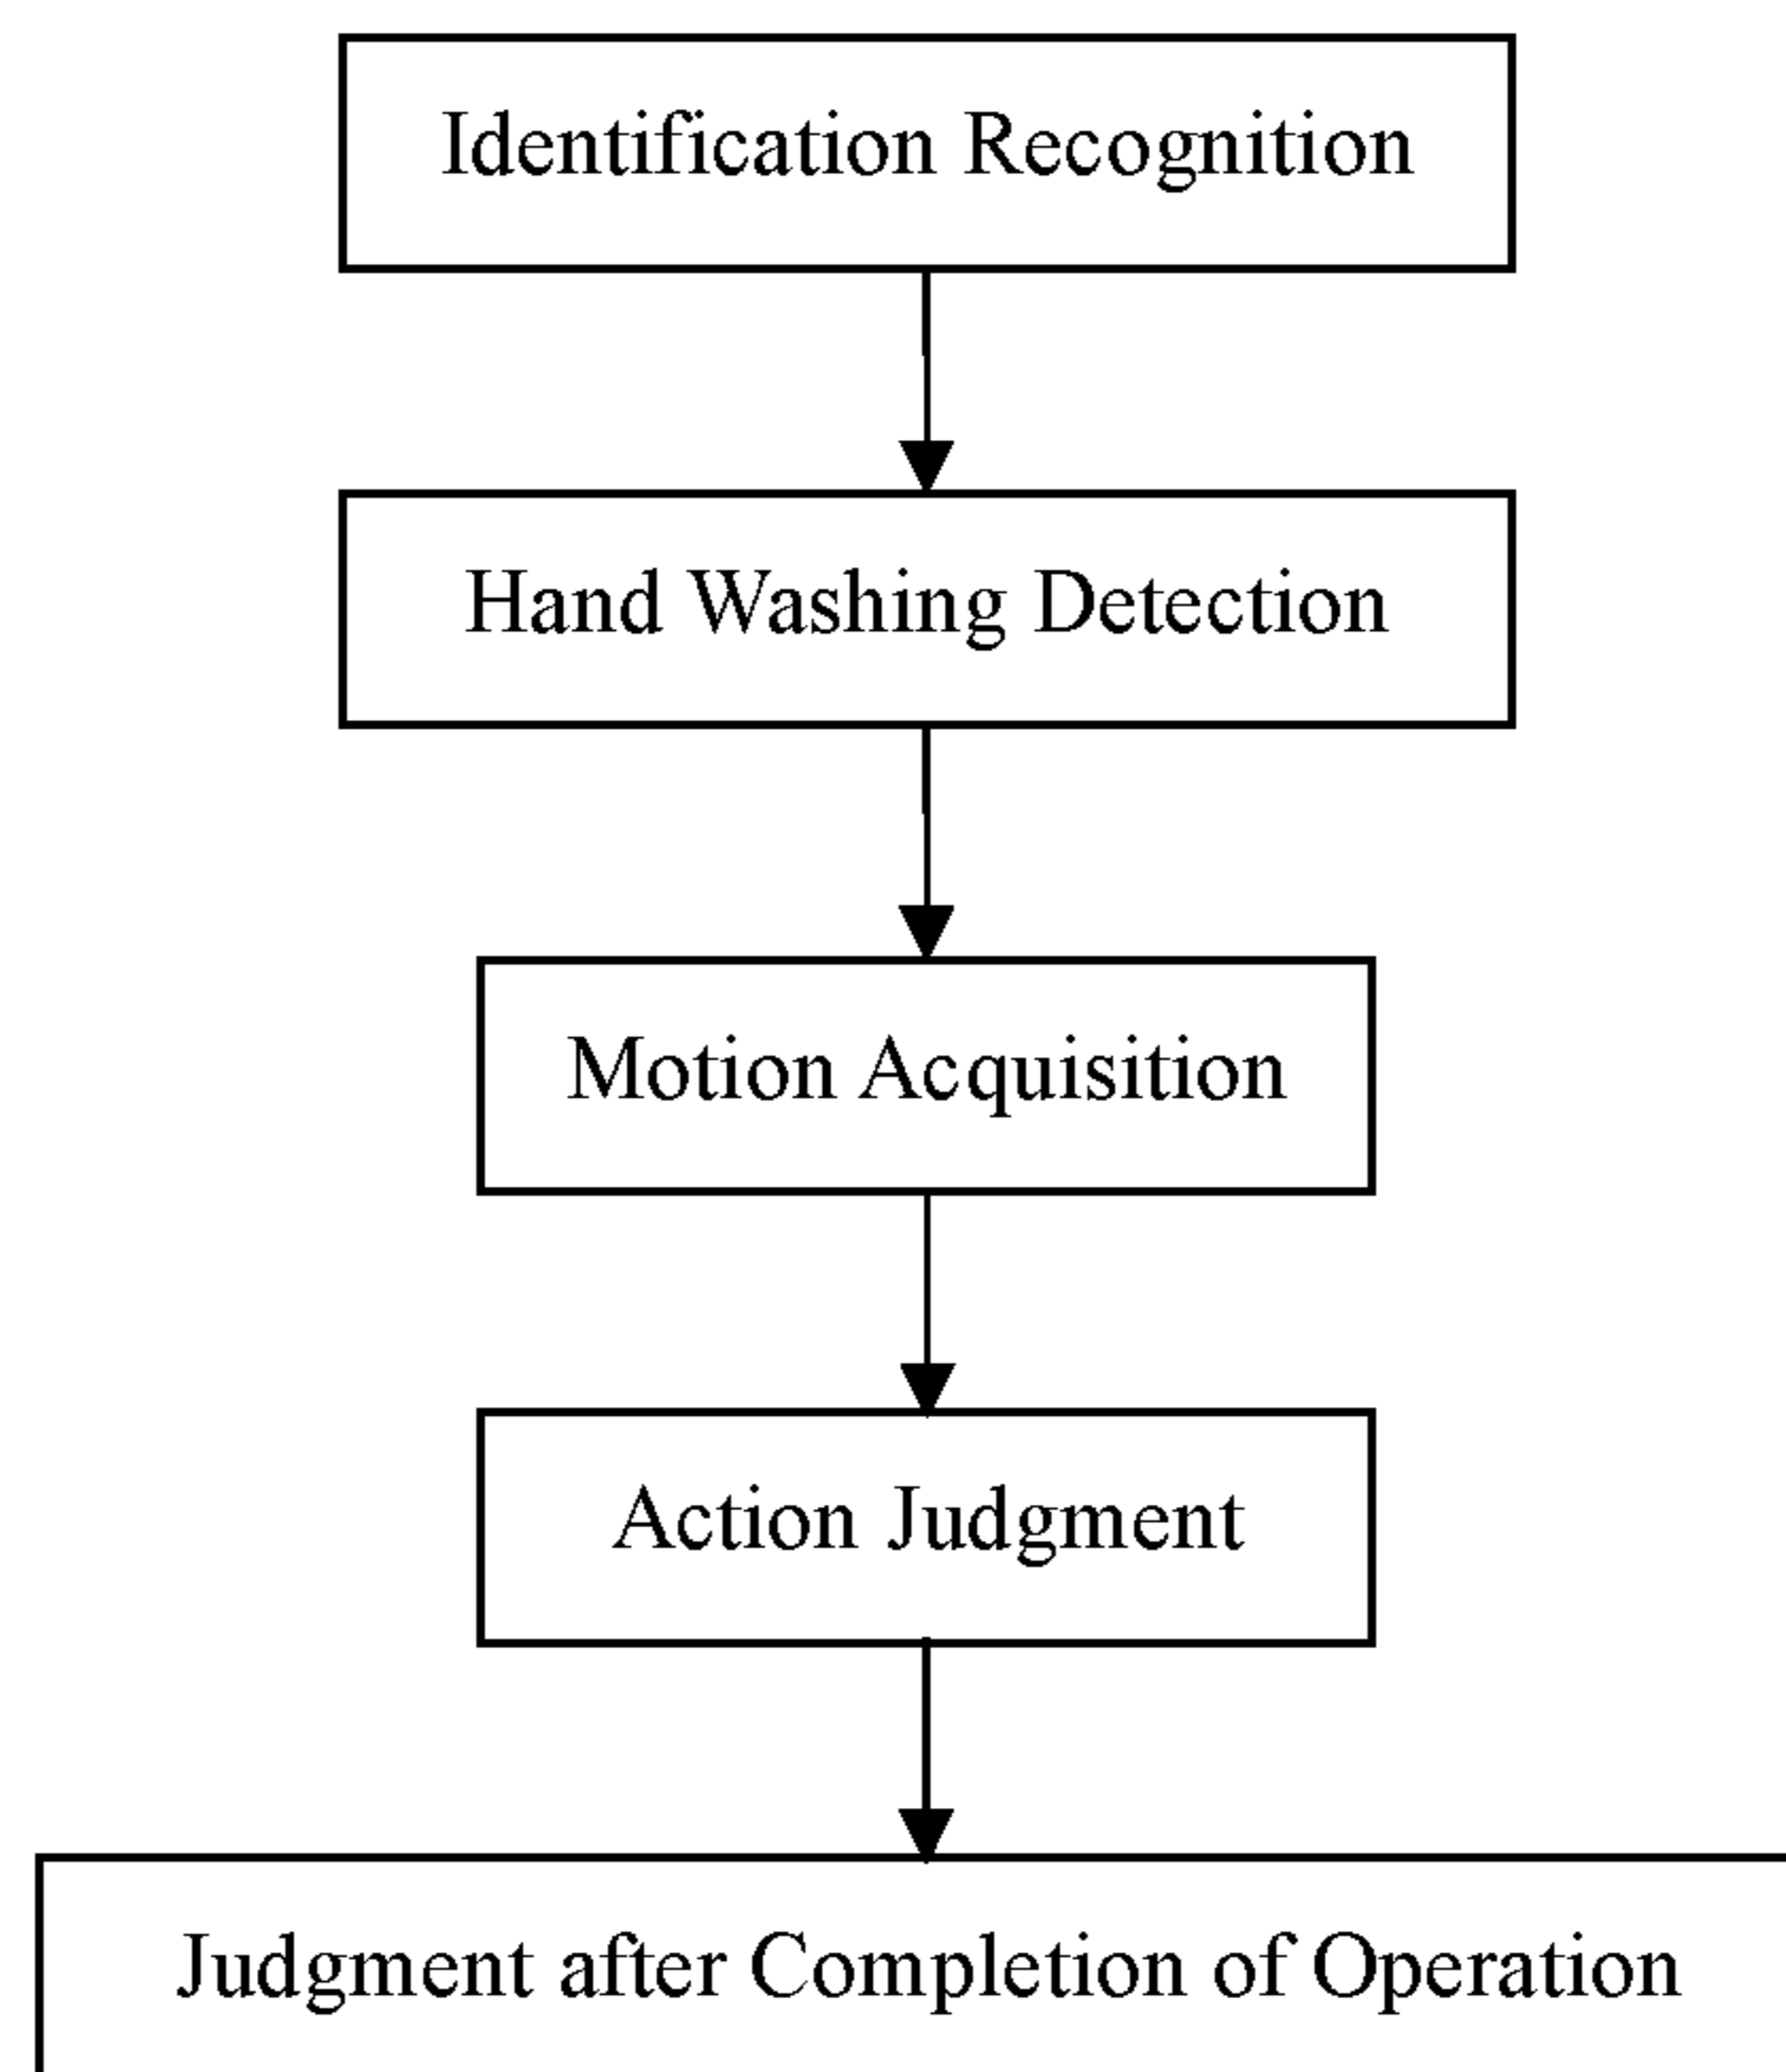 Identification Recognition
Hand Washing Detection
Motion Acquisition
Action Judgment
Judgment after Completion of Operation